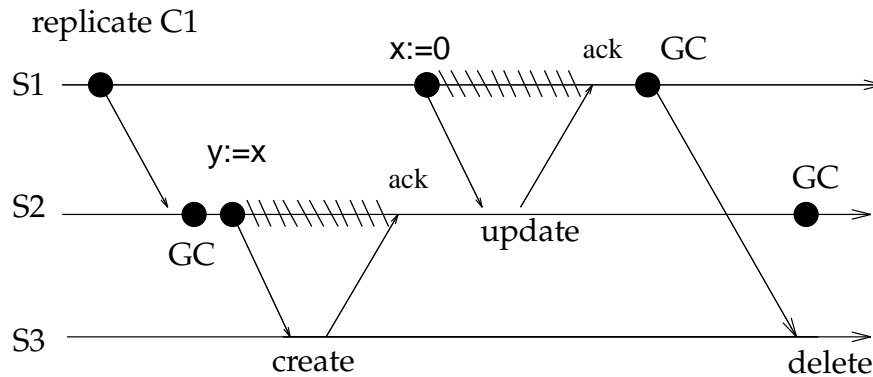 replicate C1
x:=0
ack
GC
S1
y:=x
ack
GC
S2
GC
update
S3
create
delete